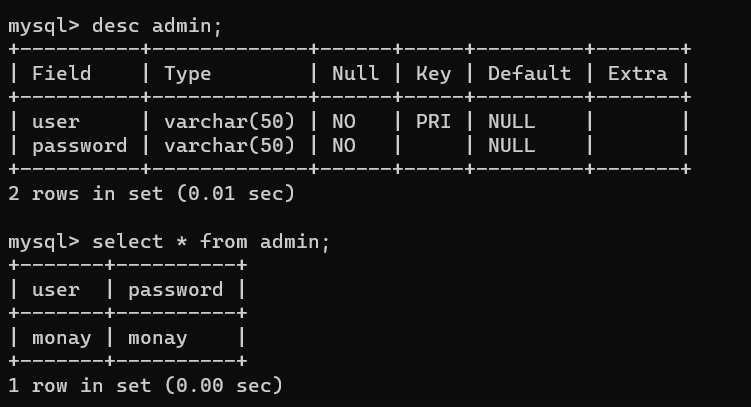 mysql> desc admin;
+----------+-------------+------+-----+---------+-------+
| Field    | Type        | Null | Key | Default | Extra |
+----------+-------------+------+-----+---------+-------+
| user     | varchar(50) | NO   | PRI | NULL    |       |
| password | varchar(50) | NO   |     | NULL    |       |
+----------+-------------+------+-----+---------+-------+
2 rows in set (0.01 sec)

mysql> select * from admin;
+-------+----------+
| user  | password |
+-------+----------+
| monay | monay    |
+-------+----------+
1 row in set (0.00 sec)